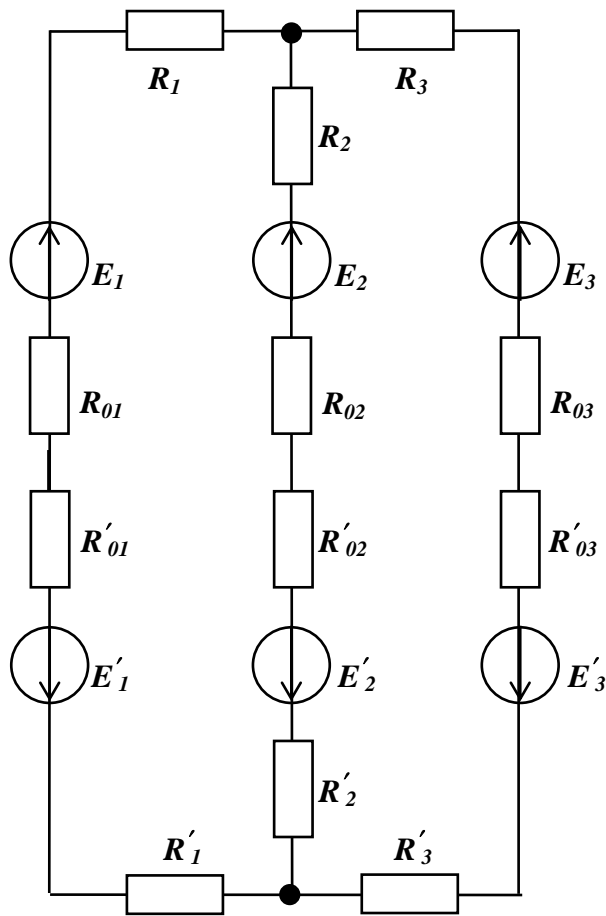 R₁ R₃
R₂
E₁ E₂ E₃
R₀₁ R₀₂ R₀₃
R′₀₁ R′₀₂ R′₀₃
E′₁ E′₂ E′₃
R′₂
R′₁ R′₃